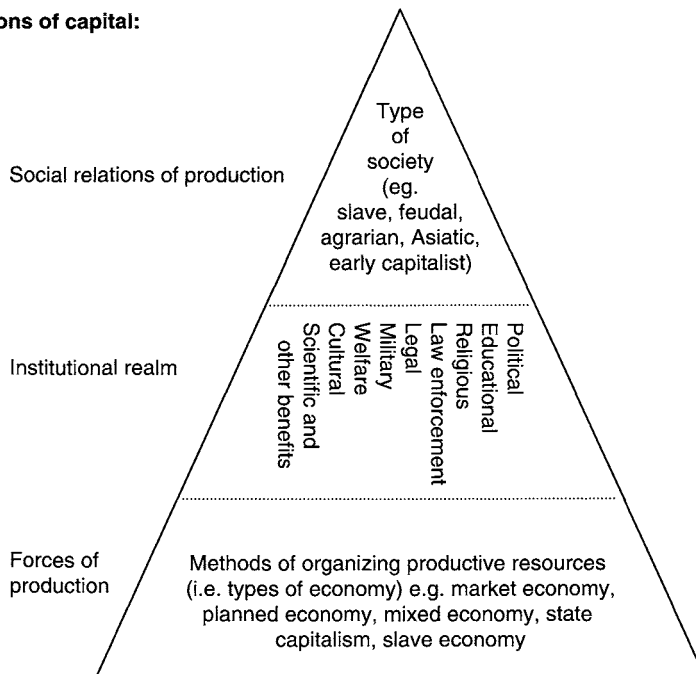 ons of capital:
Type
of
society
(eg.
slave, feudal,
agrarian, Asiatic,
early capitalist)
Social relations of production
Institutional realm
Political
Educational
Religious
Law enforcement
Legal
Military
Welfare
Cultural
Scientific and
other benefits
Forces of
production
Methods of organizing productive resources
(i.e. types of economy) e.g. market economy,
planned economy, mixed economy, state
capitalism, slave economy